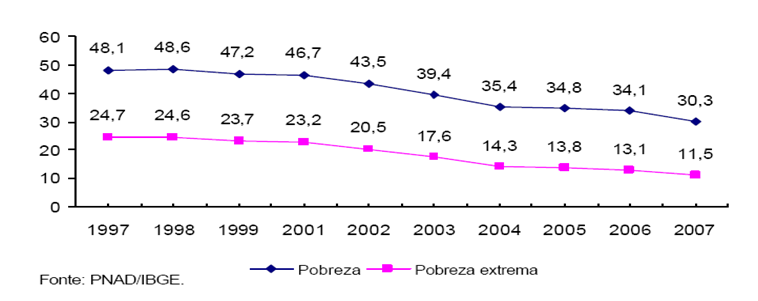 60
50
40
30
20
10
0
48,1 48,6 47,2 46,7 43,5 39,4 35,4 34,8 34,1 30,3
24,7 24,6 23,7 23,2 20,5 17,6 14,3 13,8 13,1 11,5
1997 1998 1999 2001 2002 2003 2004 2005 2006 2007
Pobreza Pobreza extrema
Fonte: PNAD/IBGE.